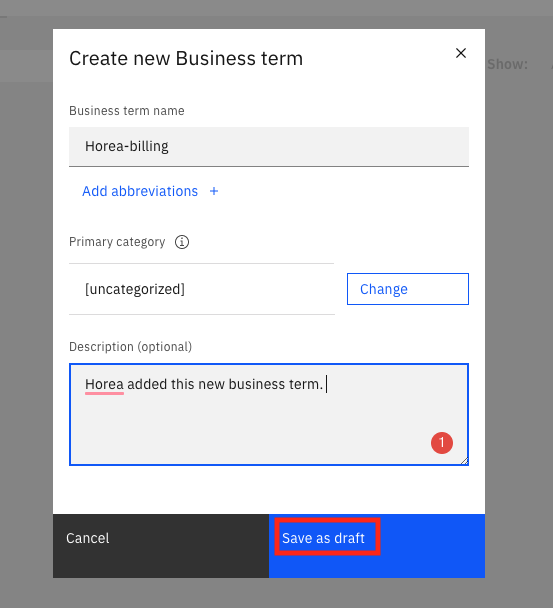 Create new Business term
Show:
Business term name
Horea-billing
Add abbreviations +
Primary category
[uncategorized]
Change
Description (optional)
Horea added this new business term.
1
Cancel
Save as draft